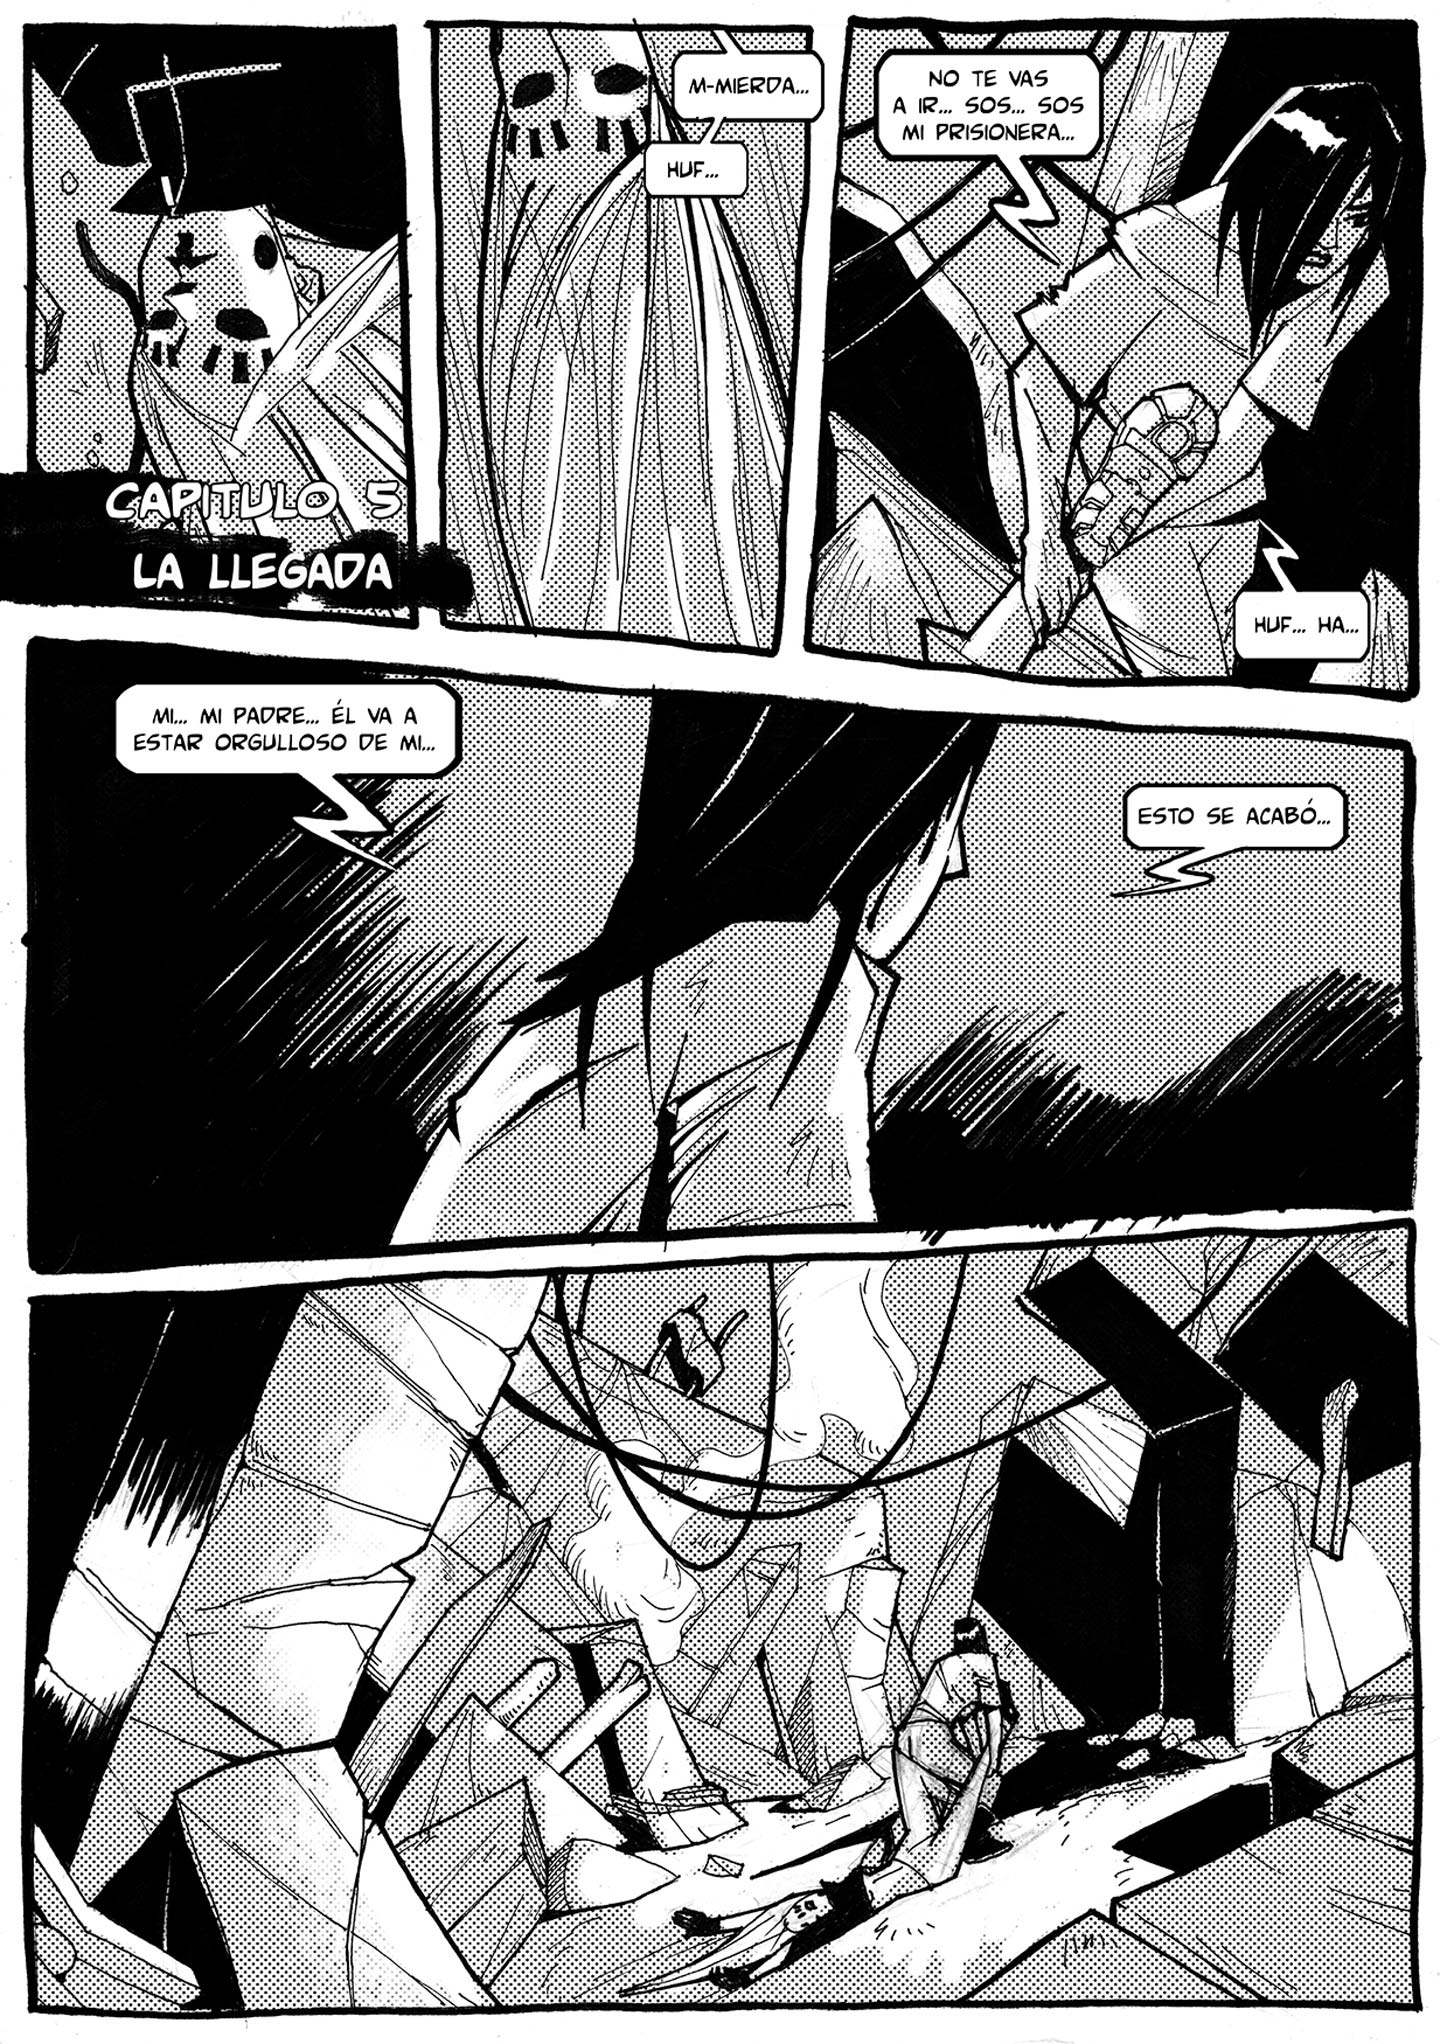 CAPITULO 5
LA LLEGADA
M-MIERDA...
HUF...
NO TE VAS
A IR... SOS... SOS
MI PRISIONERA...
HUF... HA...
MI... MI PADRE... ÉL VA A
ESTAR ORGULLOSO DE MI...
ESTO SE ACABÓ...